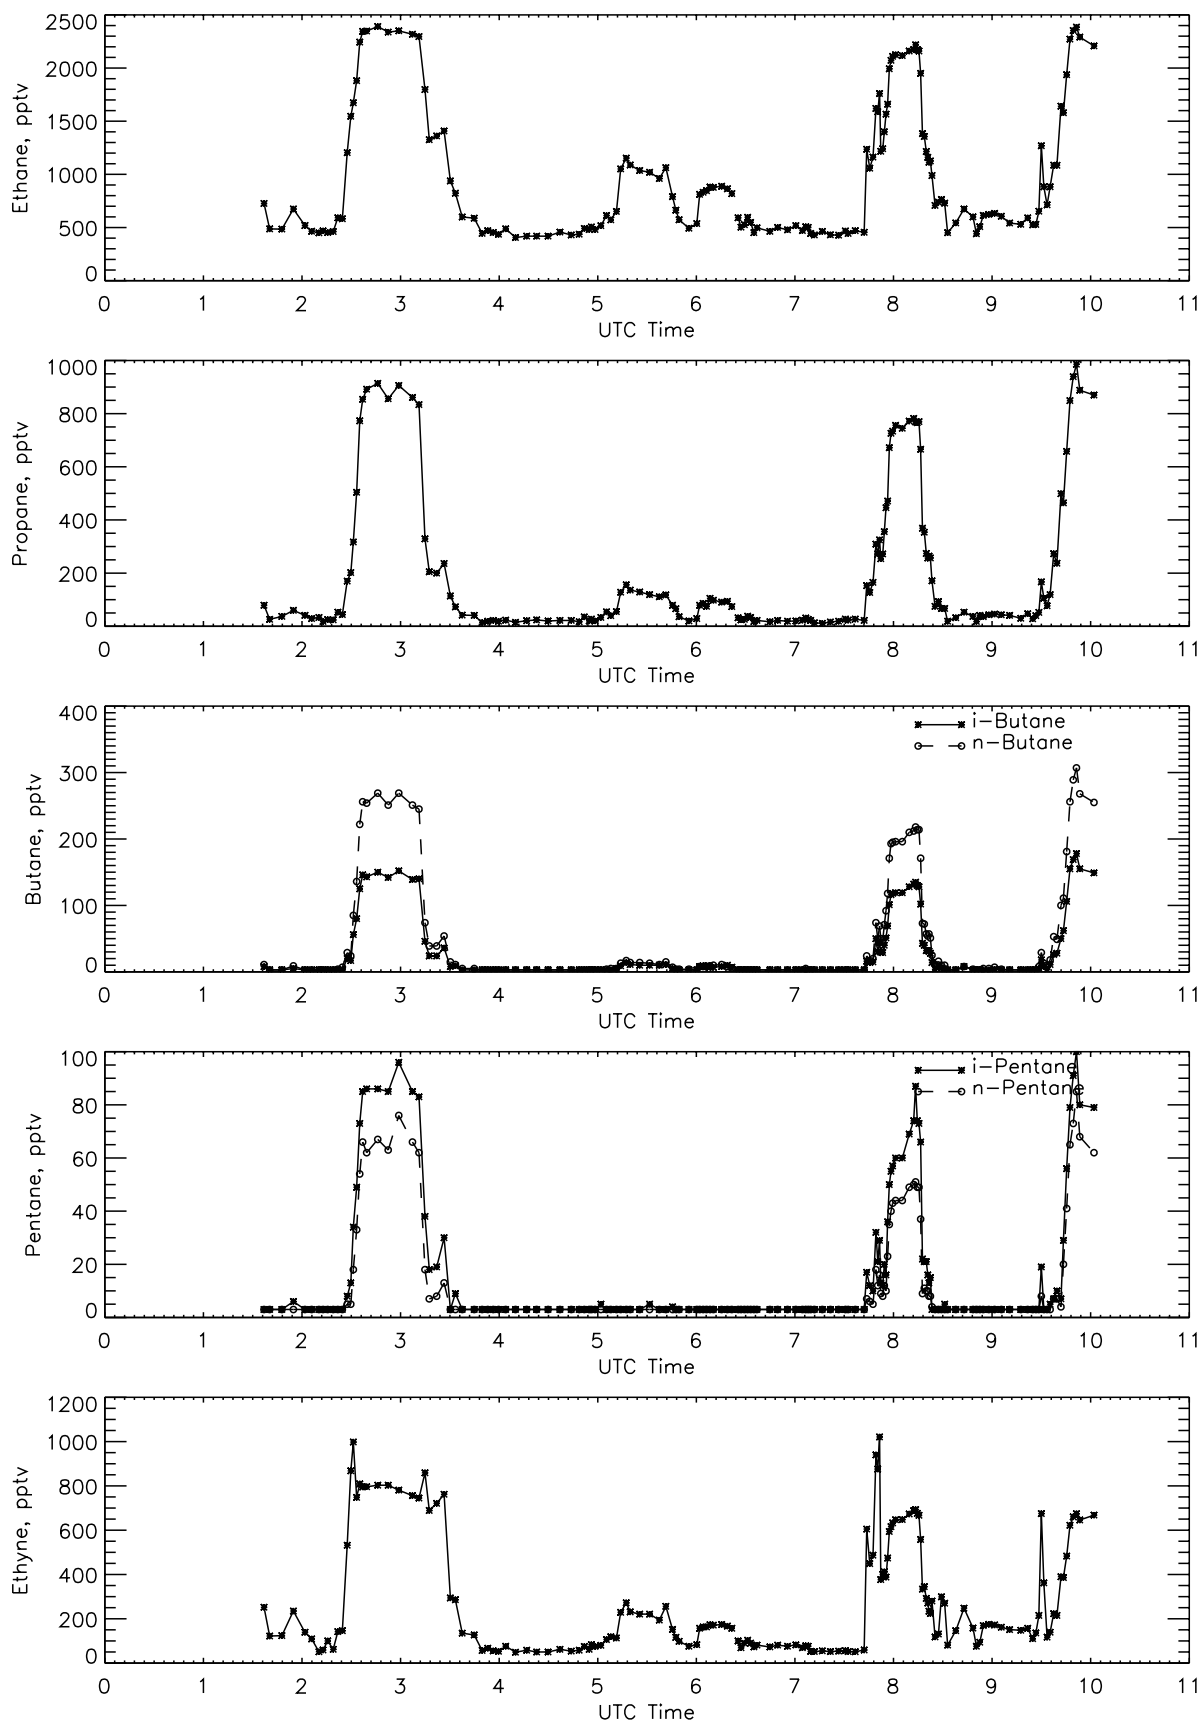 2500
2000
1500
1000
500
0
Ethane, pptv
0 1 2 3 4 5 6 7 8 9 10 11
UTC Time
1000
800
600
400
200
0
Propane, pptv
0 1 2 3 4 5 6 7 8 9 10 11
UTC Time
400
300
200
100
0
Butane, pptv
i-Butane
n-Butane
0 1 2 3 4 5 6 7 8 9 10 11
UTC Time
100
80
60
40
20
0
Pentane, pptv
i-Pentane
n-Pentane
0 1 2 3 4 5 6 7 8 9 10 11
UTC Time
1200
1000
800
600
400
200
0
Ethyne, pptv
0 1 2 3 4 5 6 7 8 9 10 11
UTC Time